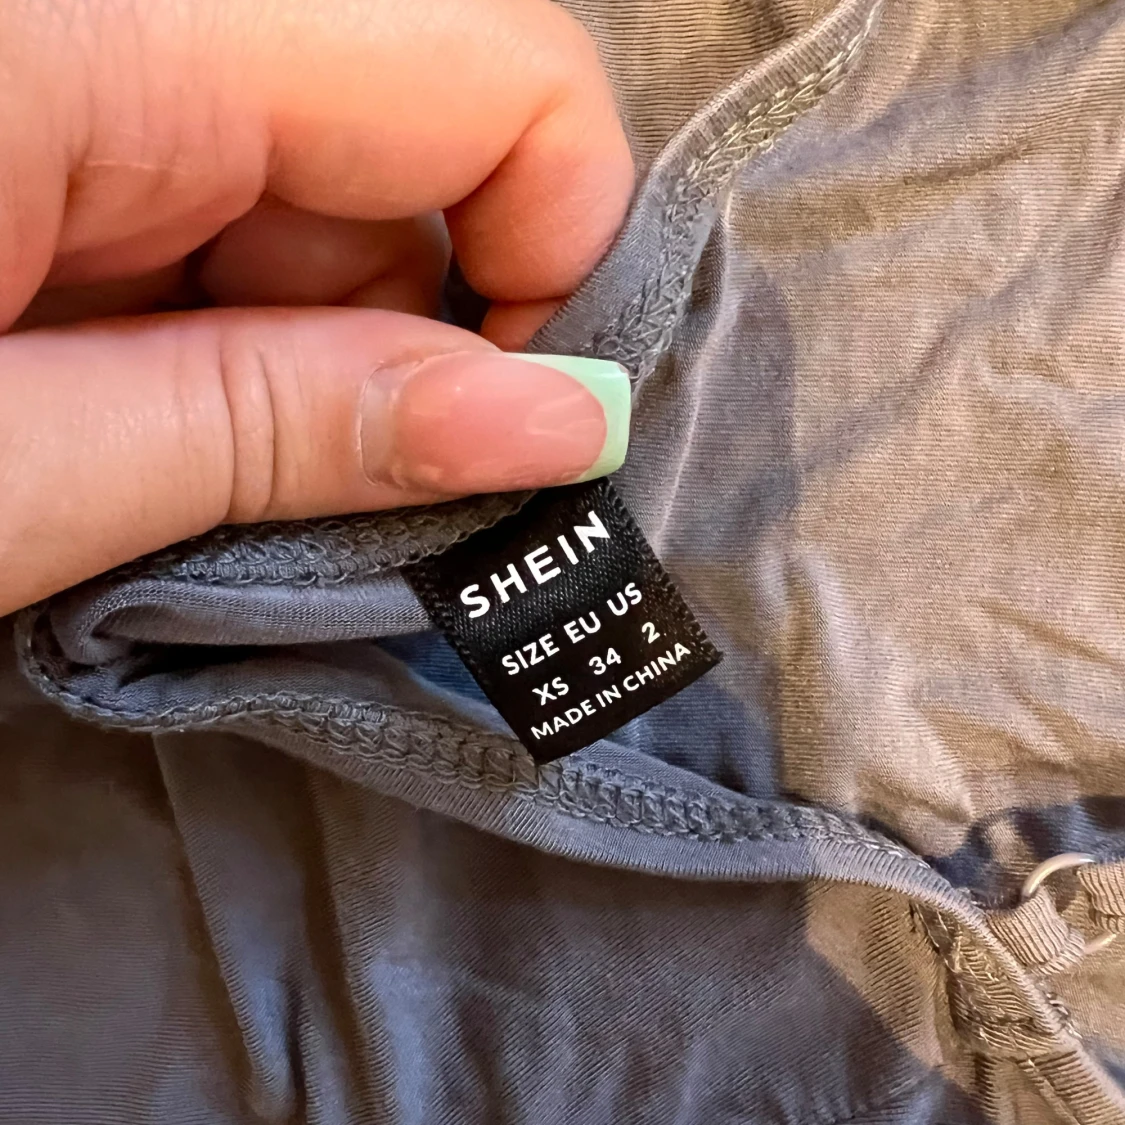 SHEIN
SIZE EU US
XS 34 2
MADE IN CHINA